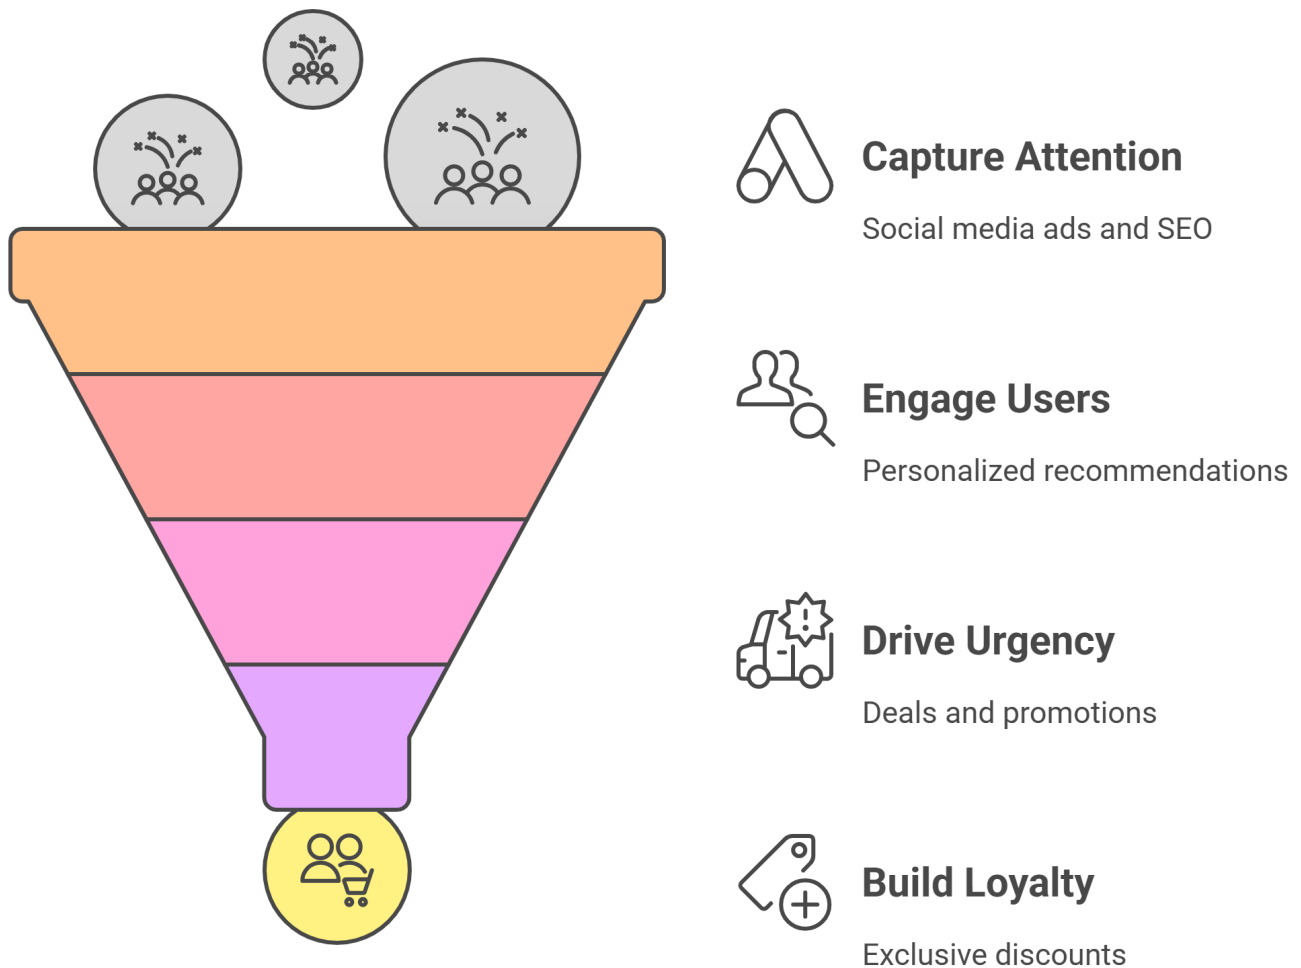 Capture Attention
Social media ads and SEO
Engage Users
Personalized recommendations
Drive Urgency
Deals and promotions
Build Loyalty
Exclusive discounts